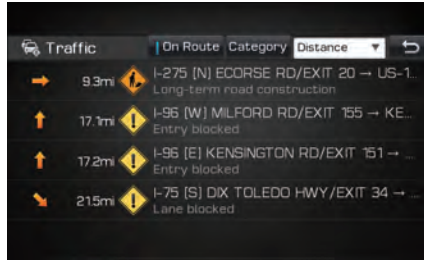 Traffic
On Route Category Distance
9.3mi I-275 (N) ECORSE RD/EXIT 20 → US-1...
Long-term road construction
17.1mi I-96 (W) MILFORD RD/EXIT 155 → KE...
Entry blocked
17.2mi I-96 (E) KENSINGTON RD/EXIT 151 → ...
Entry blocked
21.5mi I-75 (S) DIX TOLEDO HWY/EXIT 34 → ...
Lane blocked